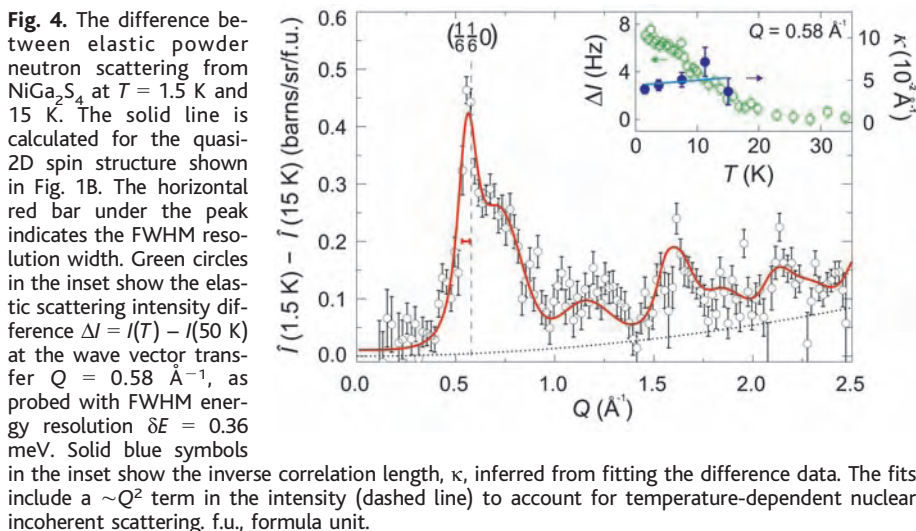 Fig. 4. The difference be-
tween elastic powder
neutron scattering from
NiGa₂S₄ at T = 1.5 K and
15 K. The solid line is
calculated for the quasi-
2D spin structure shown
in Fig. 1B. The horizontal
red bar under the peak
indicates the FWHM reso-
lution width. Green circles
in the inset show the elas-
tic scattering intensity dif-
ference ΔI = I(T) – I(50 K)
at the wave vector trans-
fer Q = 0.58 Å⁻¹, as
probed with FWHM ener-
gy resolution δE = 0.36
meV. Solid blue symbols
in the inset show the inverse correlation length, κ, inferred from fitting the difference data. The fits
include a ~Q² term in the intensity (dashed line) to account for temperature-dependent nuclear
incoherent scattering. f.u., formula unit.
Î (1.5 K) – Î (15 K) (barns/sr/f.u.)
0.6
0.5
0.4
0.3
0.2
0.1
0.0
(1/6 1/6 0)
0.0 0.5 1.0 1.5 2.0 2.5
Q (Å⁻¹)
ΔI (Hz)
8
4
0
Q = 0.58 Å⁻¹
10
5
0
κ (10⁻² Å⁻¹)
0 10 20 30
T (K)